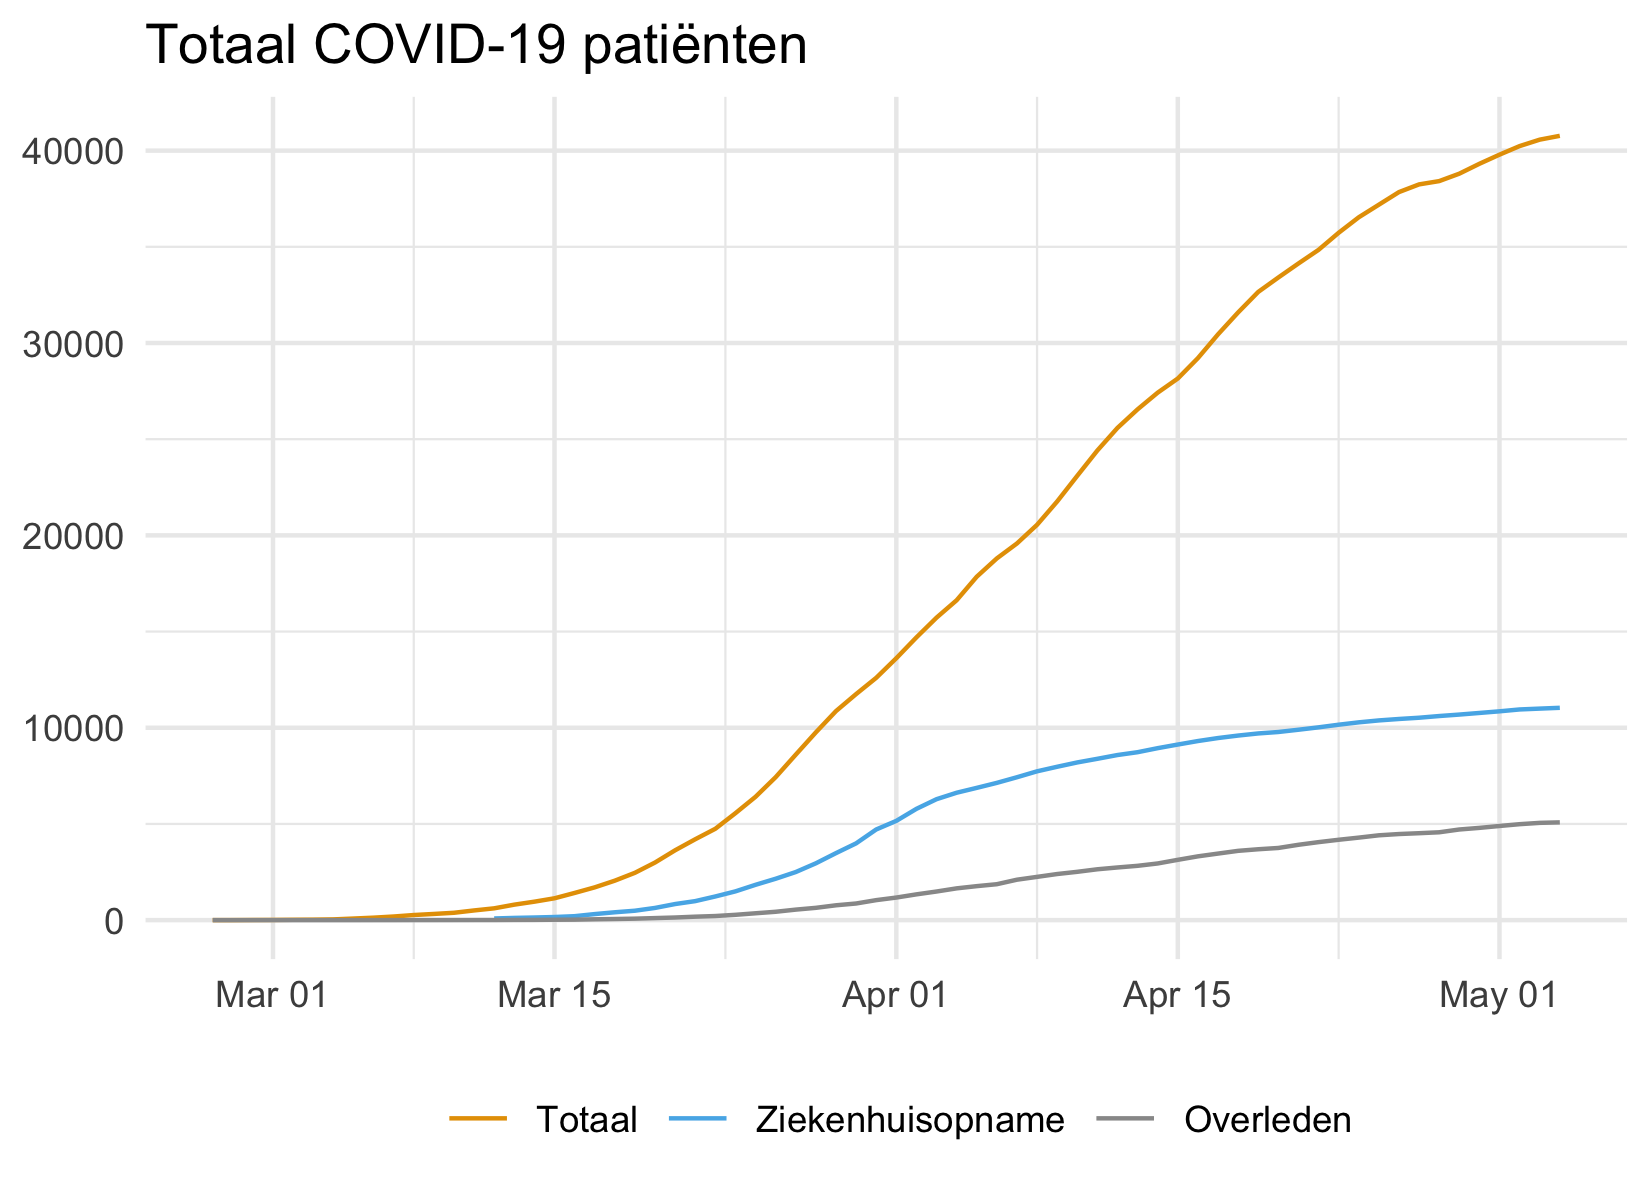 Totaal COVID-19 patiënten
40000
30000
20000
10000
0
Mar 01 Mar 15 Apr 01 Apr 15 May 01
Totaal Ziekenhuisopname Overleden